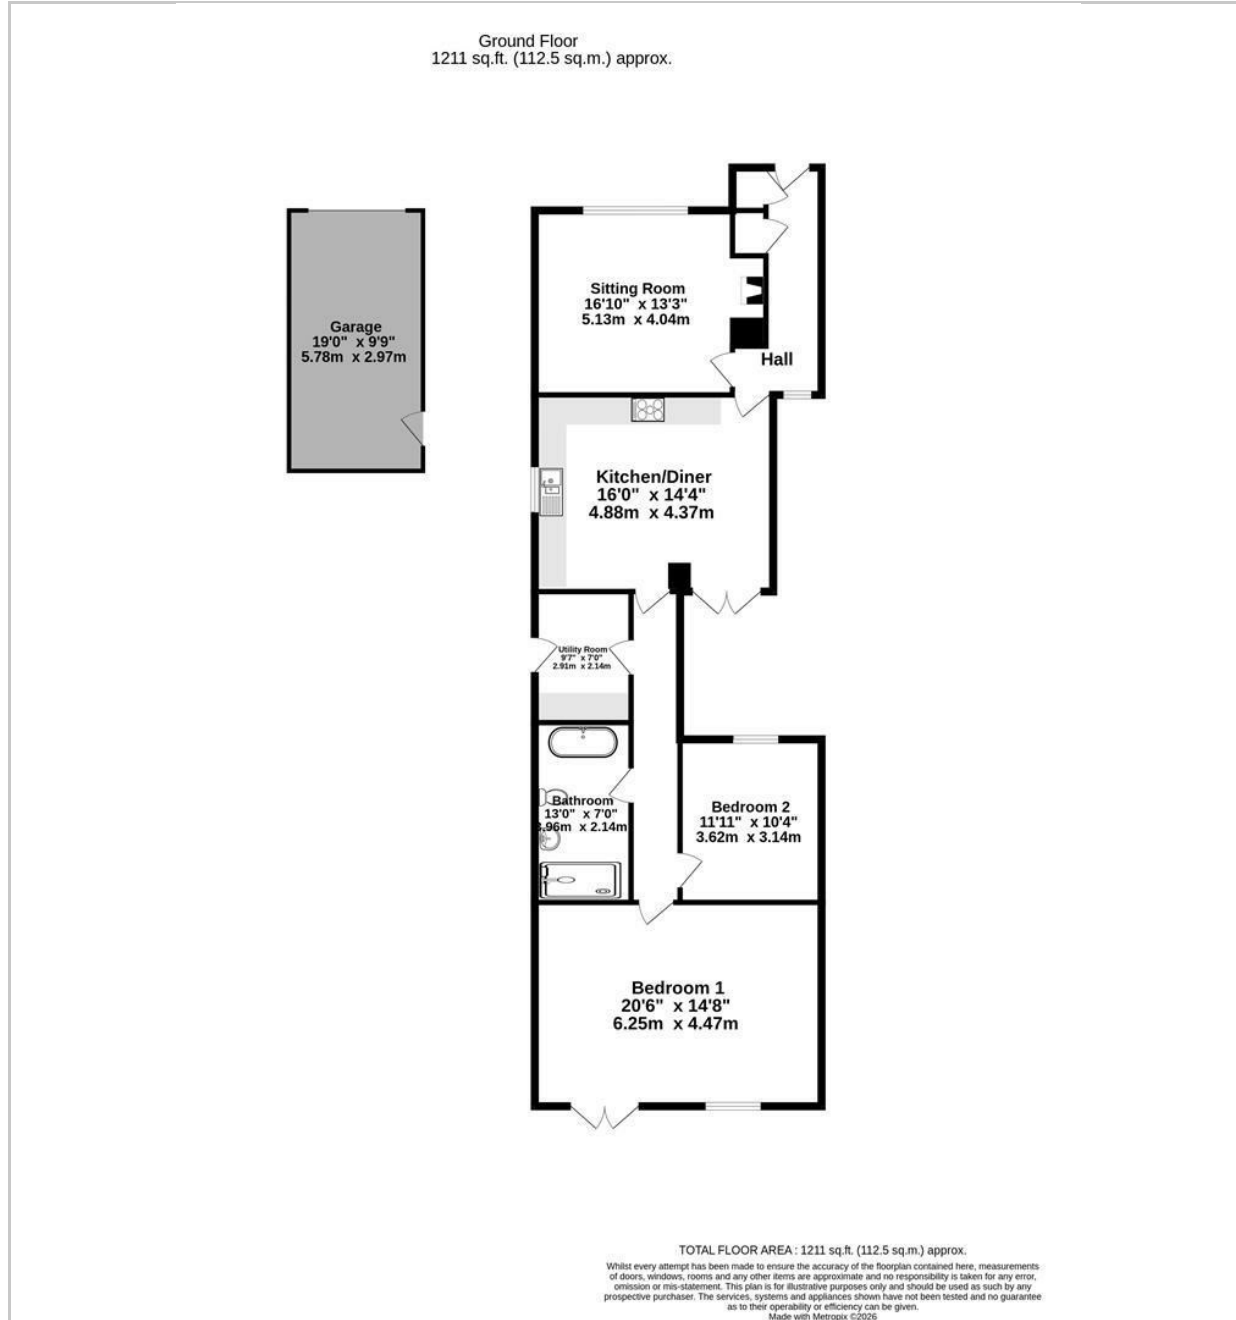 Ground Floor
1211 sq.ft. (112.5 sq.m.) approx.
Garage
19'0" x 9'9"
5.78m x 2.97m
Sitting Room
16'10" x 13'3"
5.13m x 4.04m
Hall
Kitchen/Diner
16'0" x 14'4"
4.88m x 4.37m
Utility Room
9'7" x 7'0"
2.91m x 2.14m
Bathroom
13'0" x 7'0"
3.96m x 2.14m
Bedroom 2
11'11" x 10'4"
3.62m x 3.14m
Bedroom 1
20'6" x 14'8"
6.25m x 4.47m
TOTAL FLOOR AREA : 1211 sq.ft. (112.5 sq.m.) approx.
Whilst every attempt has been made to ensure the accuracy of the floorplan contained here, measurements
of doors, windows, rooms and any other items are approximate and no responsibility is taken for any error,
omission or mis-statement. This plan is for illustrative purposes only and should be used as such by any
prospective purchaser. The services, systems and appliances shown have not been tested and no guarantee
as to their operability or efficiency can be given.
Made with Metropix ©2026